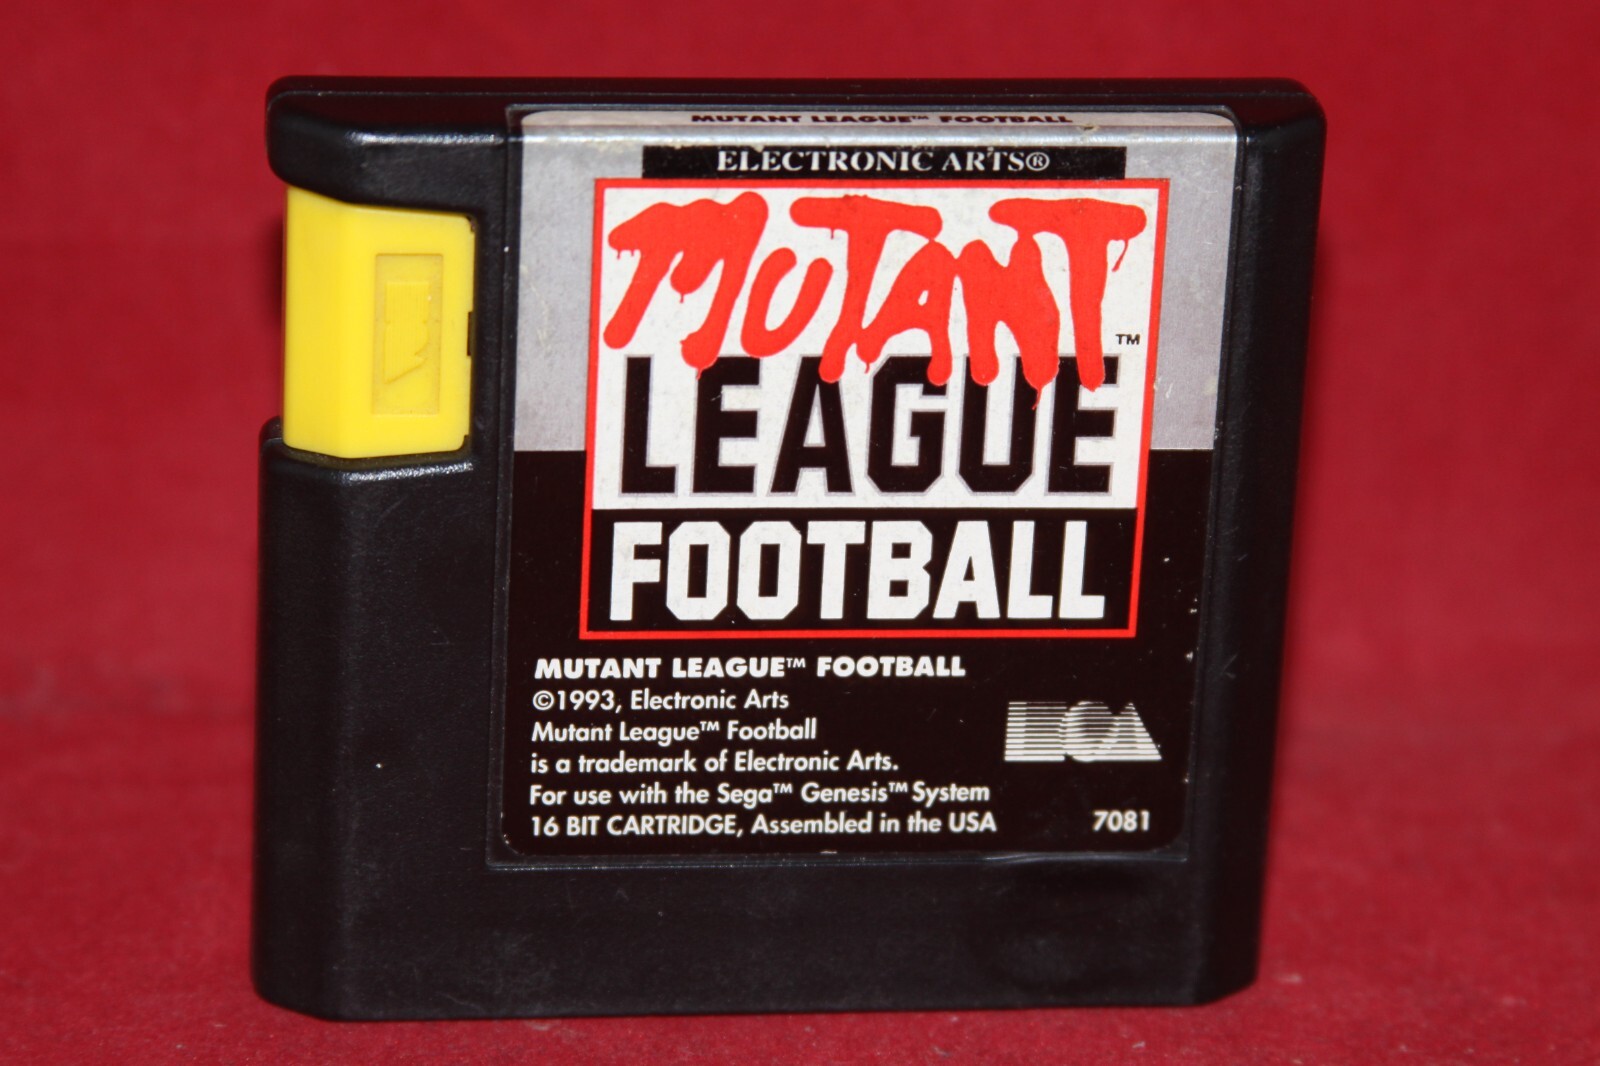 MUTANT LEAGUE™ FOOTBALL
ELECTRONIC ARTS®
MUTANT
™
LEAGUE
FOOTBALL
MUTANT LEAGUE™ FOOTBALL
©1993, Electronic Arts
Mutant League™ Football
is a trademark of Electronic Arts.
For use with the Sega™ Genesis™ System
16 BIT CARTRIDGE, Assembled in the USA
EA
7081